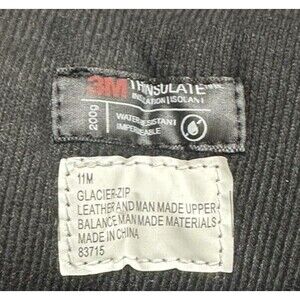 3M THINSULATE
INSULATION | ISOLANT
200g
WATER RESISTANT
IMPERMEABLE
11M
GLACIER-ZIP
LEATHER AND MAN MADE UPPER
BALANCE MAN MADE MATERIALS
MADE IN CHINA
83715